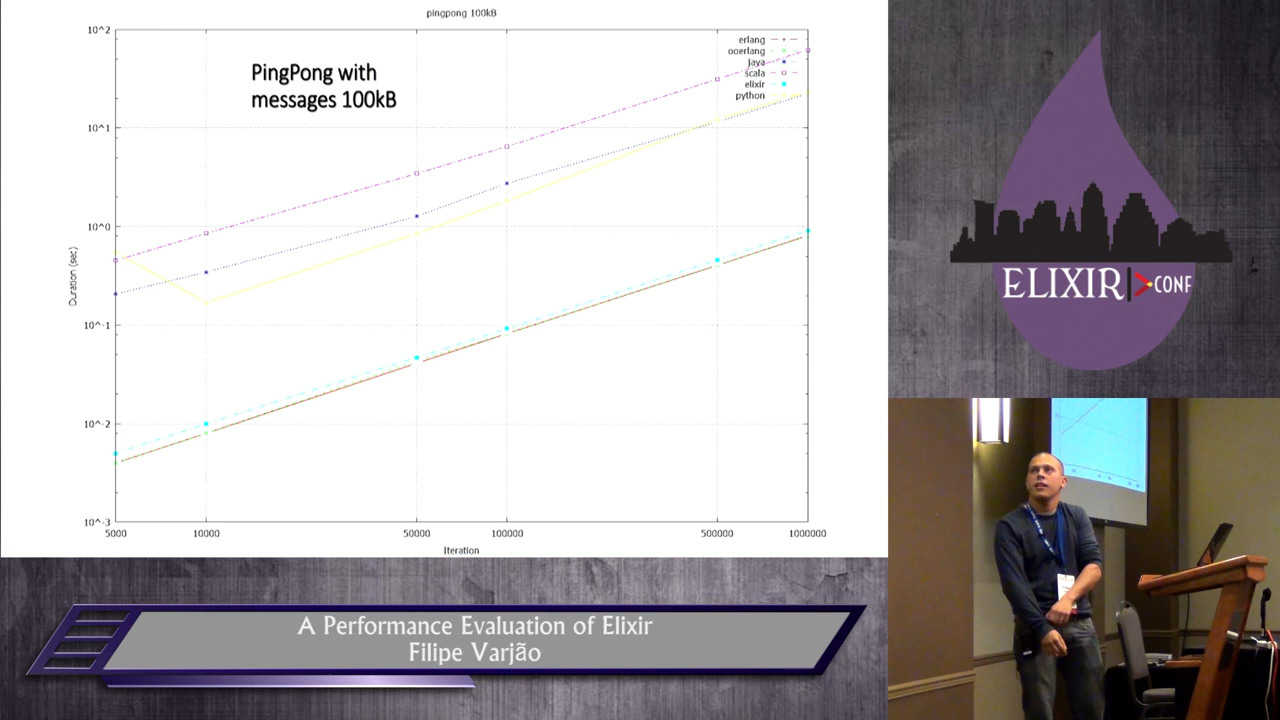 pingpong 100kB
PingPong with
messages 100kB
erlang
ooerlang
java
scala
elixir
python
10^2
10^1
10^0
10^-1
10^-2
10^-3
Duration (sec)
5000 10000 50000 100000 500000 1000000
Iteration
ELIXIR CONF
A Performance Evaluation of Elixir
Filipe Varjão